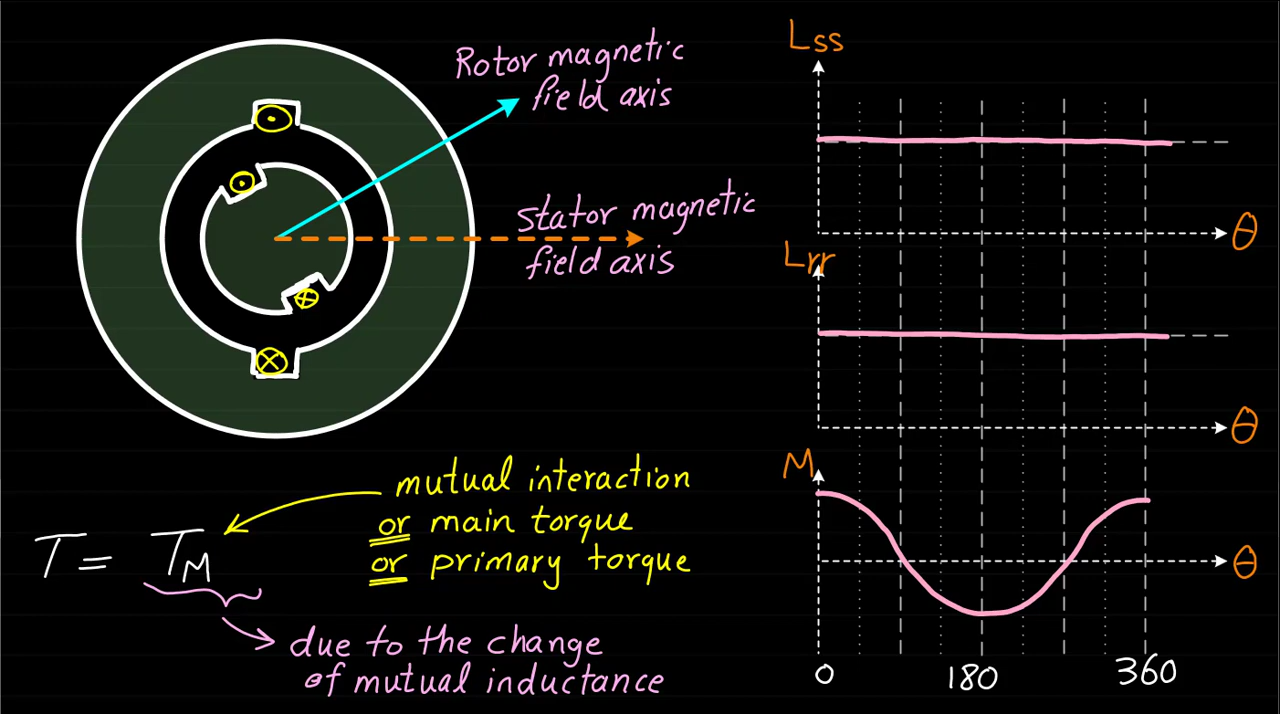 Rotor magnetic
field axis
Stator magnetic
field axis
mutual interaction
or main torque
or primary torque
T = TM
due to the change
of mutual inductance
Lss
θ
Lrr
θ
M
θ
0 180 360